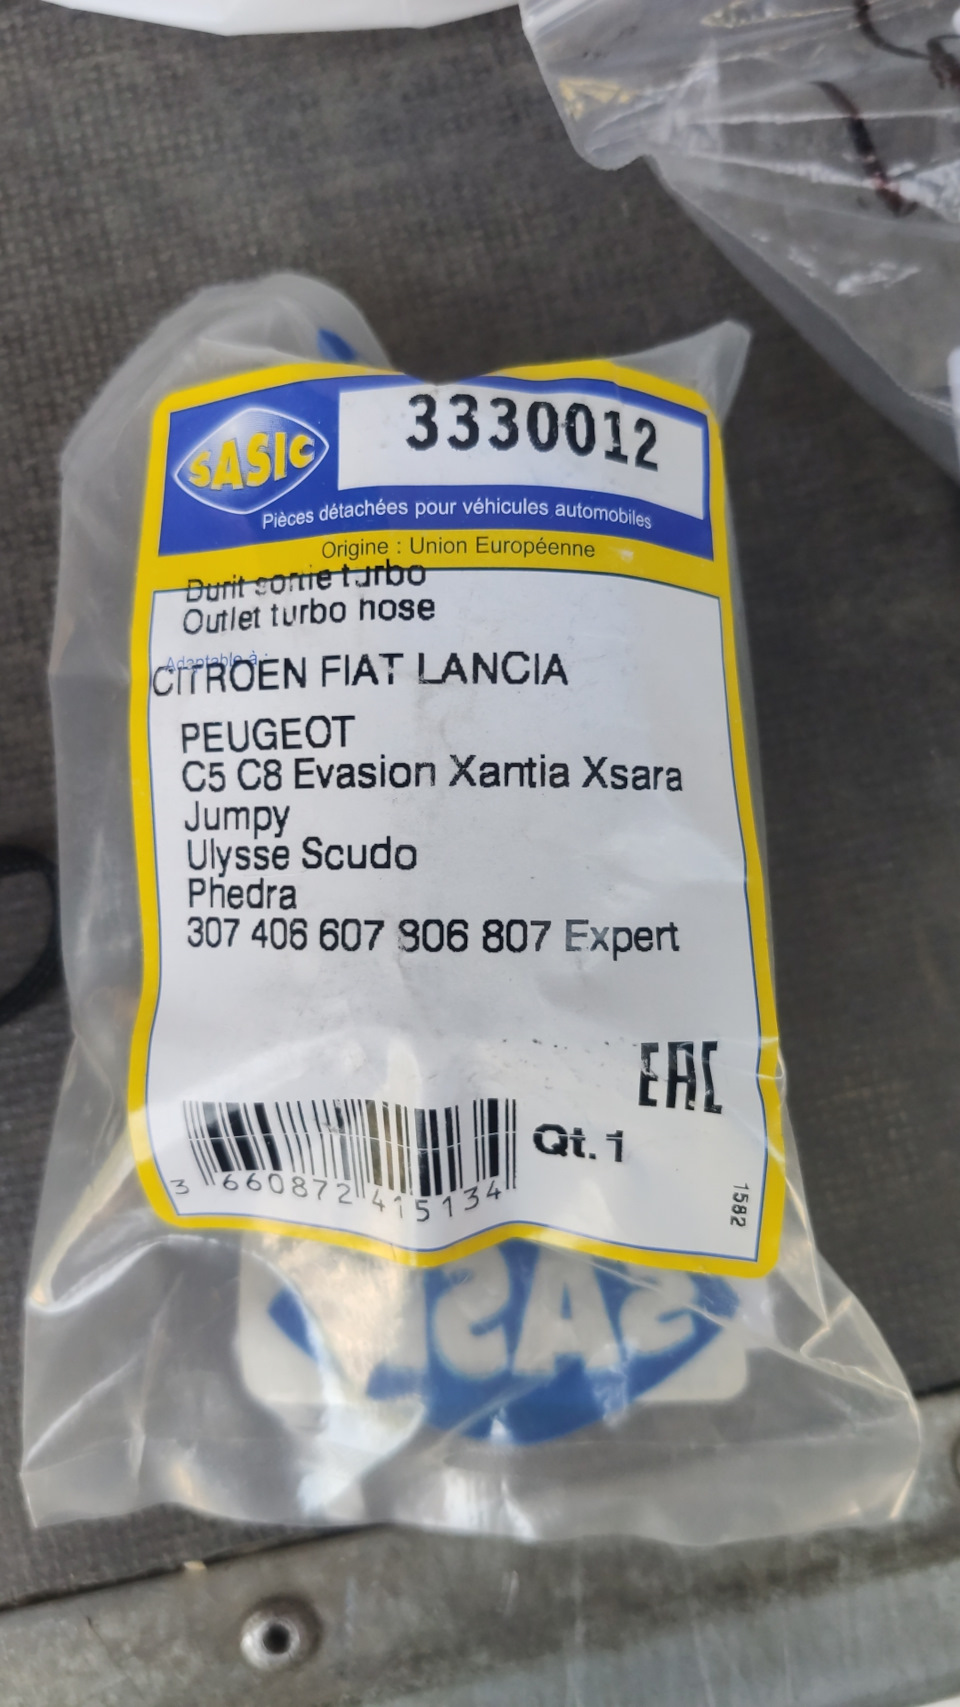 SASIC
3330012
Pièces détachées pour véhicules automobiles
Origine : Union Européenne
Durit sortie turbo
Outlet turbo hose
Adaptable à :
CITROEN FIAT LANCIA
PEUGEOT
C5 C8 Evasion Xantia Xsara
Jumpy
Ulysse Scudo
Phedra
307 406 607 806 807 Expert
EAC
Qt. 1
3 660872 415134
1582
SASI